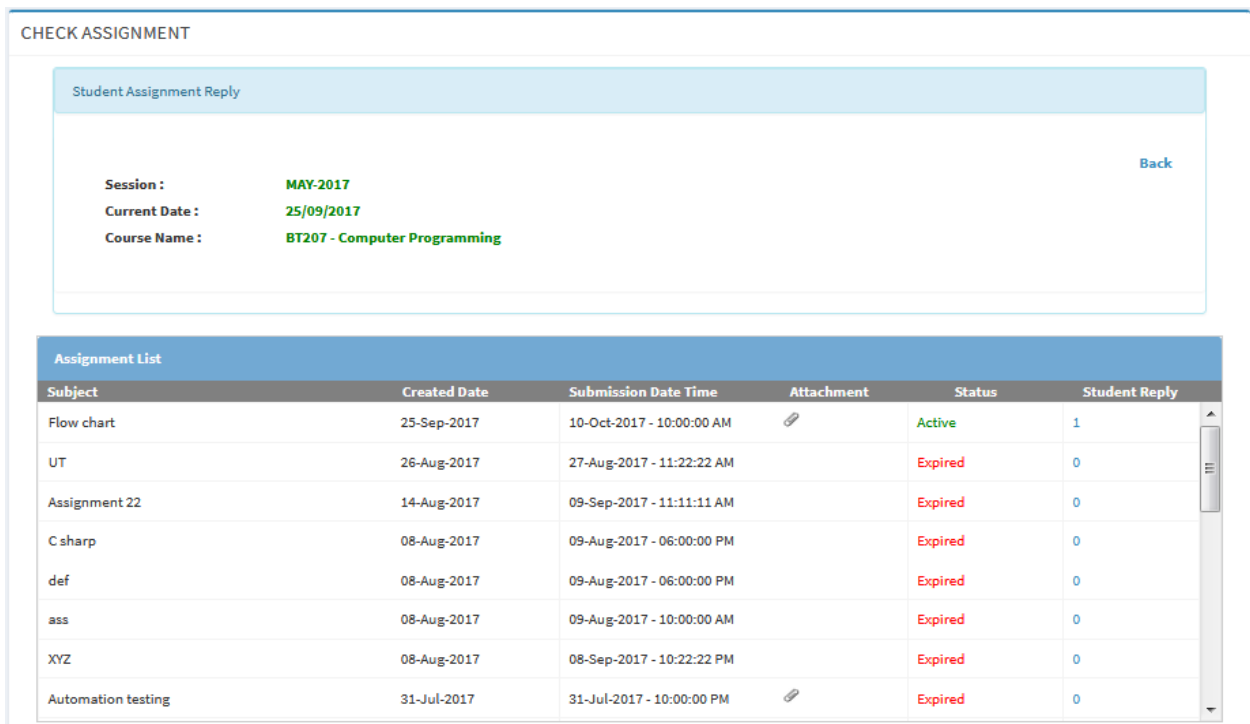 CHECK ASSIGNMENT
Student Assignment Reply
Back
Session : MAY-2017
Current Date : 25/09/2017
Course Name : BT207 - Computer Programming
Assignment List
Subject Created Date Submission Date Time Attachment Status Student Reply
Flow chart 25-Sep-2017 10-Oct-2017 - 10:00:00 AM Active 1
UT 26-Aug-2017 27-Aug-2017 - 11:22:22 AM Expired 0
Assignment 22 14-Aug-2017 09-Sep-2017 - 11:11:11 AM Expired 0
C sharp 08-Aug-2017 09-Aug-2017 - 06:00:00 PM Expired 0
def 08-Aug-2017 09-Aug-2017 - 06:00:00 PM Expired 0
ass 08-Aug-2017 09-Aug-2017 - 10:00:00 AM Expired 0
XYZ 08-Aug-2017 08-Sep-2017 - 10:22:22 PM Expired 0
Automation testing 31-Jul-2017 31-Jul-2017 - 10:00:00 PM Expired 0